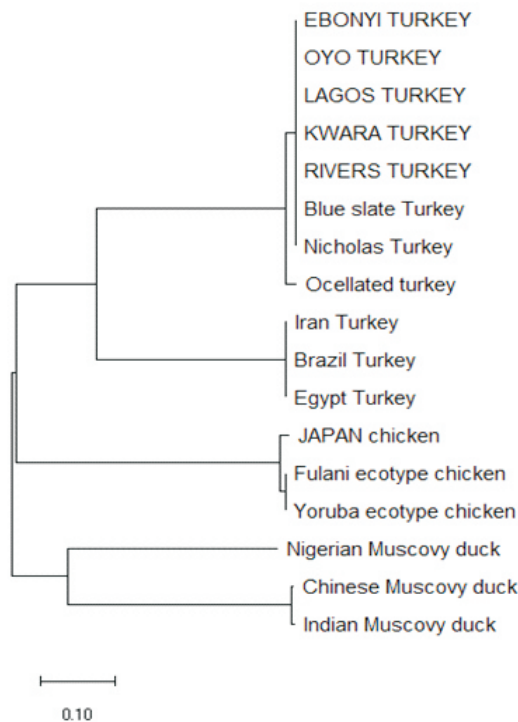 EBONYI TURKEY
OYO TURKEY
LAGOS TURKEY
KWARA TURKEY
RIVERS TURKEY
Blue slate Turkey
Nicholas Turkey
Ocellated turkey
Iran Turkey
Brazil Turkey
Egypt Turkey
JAPAN chicken
Fulani ecotype chicken
Yoruba ecotype chicken
Nigerian Muscovy duck
Chinese Muscovy duck
Indian Muscovy duck
0.10